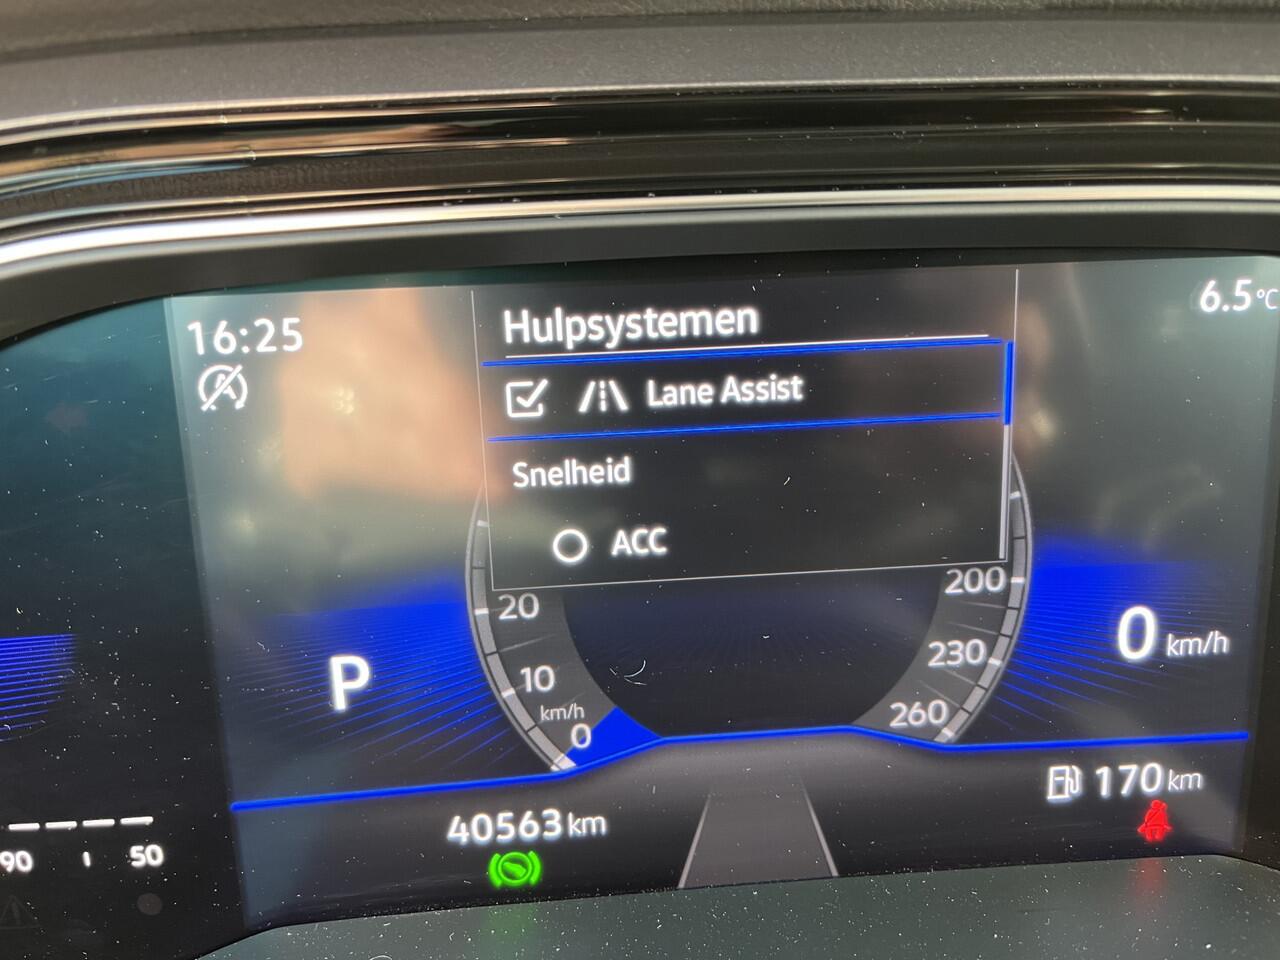 16:25
Hulpsystemen
6.5°C
Lane Assist
Snelheid
ACC
20
200
10
230
km/h
0
260
P
0 km/h
170 km
40563 km
90
50